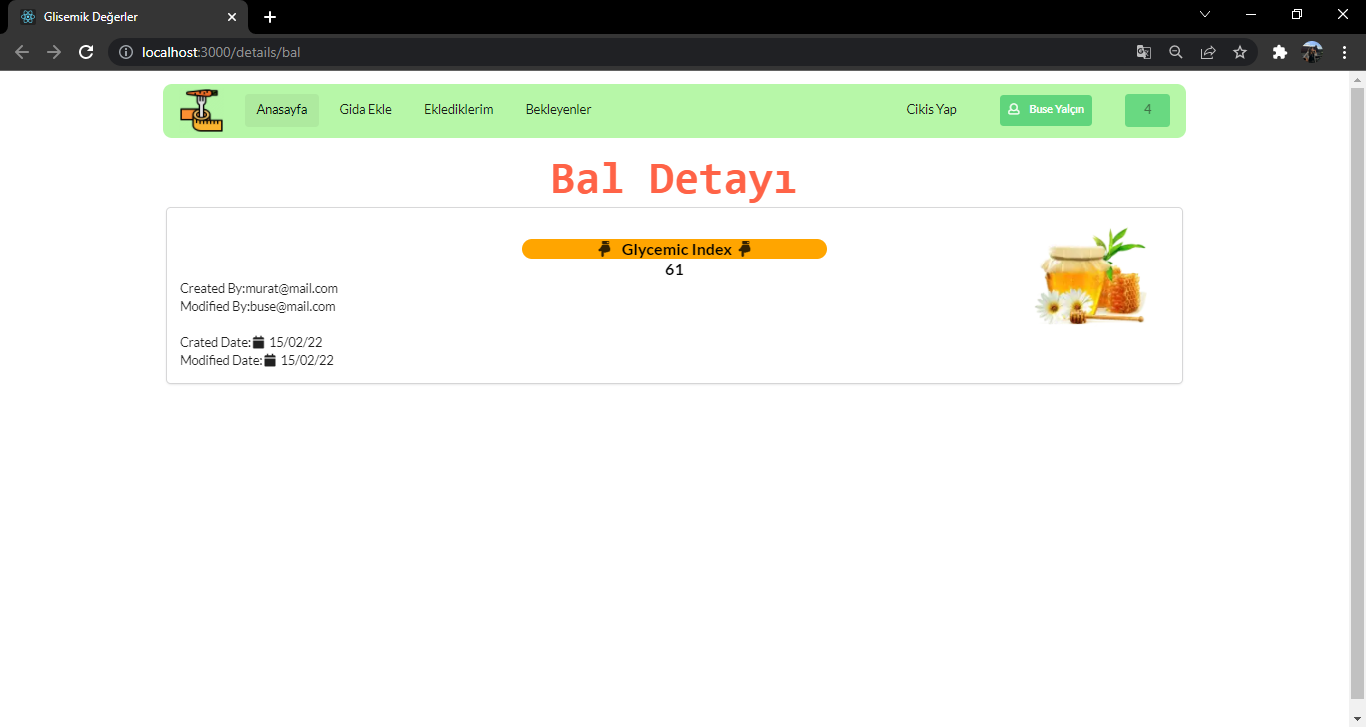 Glisemik Değerler
localhost:3000/details/bal
Anasayfa Gida Ekle Eklediklerim Bekleyenler Cikis Yap Buse Yalçın 4
Bal Detayı
Glycemic Index
61
Created By:murat@mail.com
Modified By:buse@mail.com
Crated Date: 15/02/22
Modified Date: 15/02/22